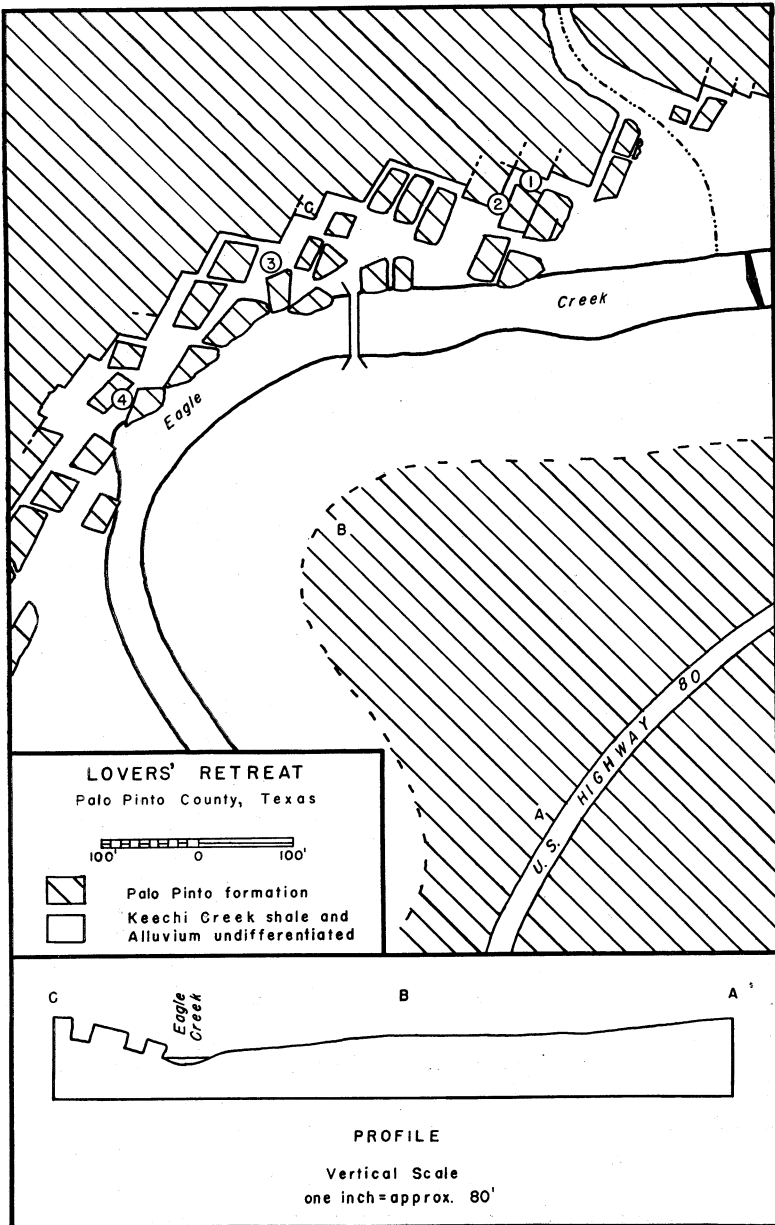 1
2
C
3
Creek
4
Eagle
B
U.S. HIGHWAY 80
A
LOVERS' RETREAT
Palo Pinto County, Texas
100' 0 100'
Palo Pinto formation
Keechi Creek shale and
Alluvium undifferentiated
C
Eagle
Creek
B
A
PROFILE
Vertical Scale
one inch=approx. 80'